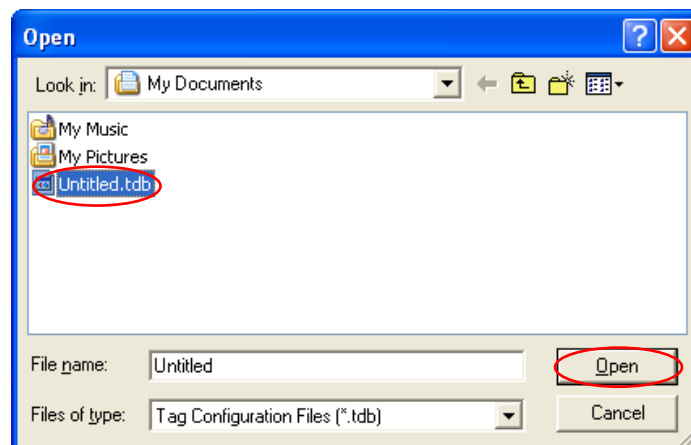 Open
Look in: My Documents
My Music
My Pictures
Untitled.tdb
File name: Untitled Open
Files of type: Tag Configuration Files (*.tdb) Cancel